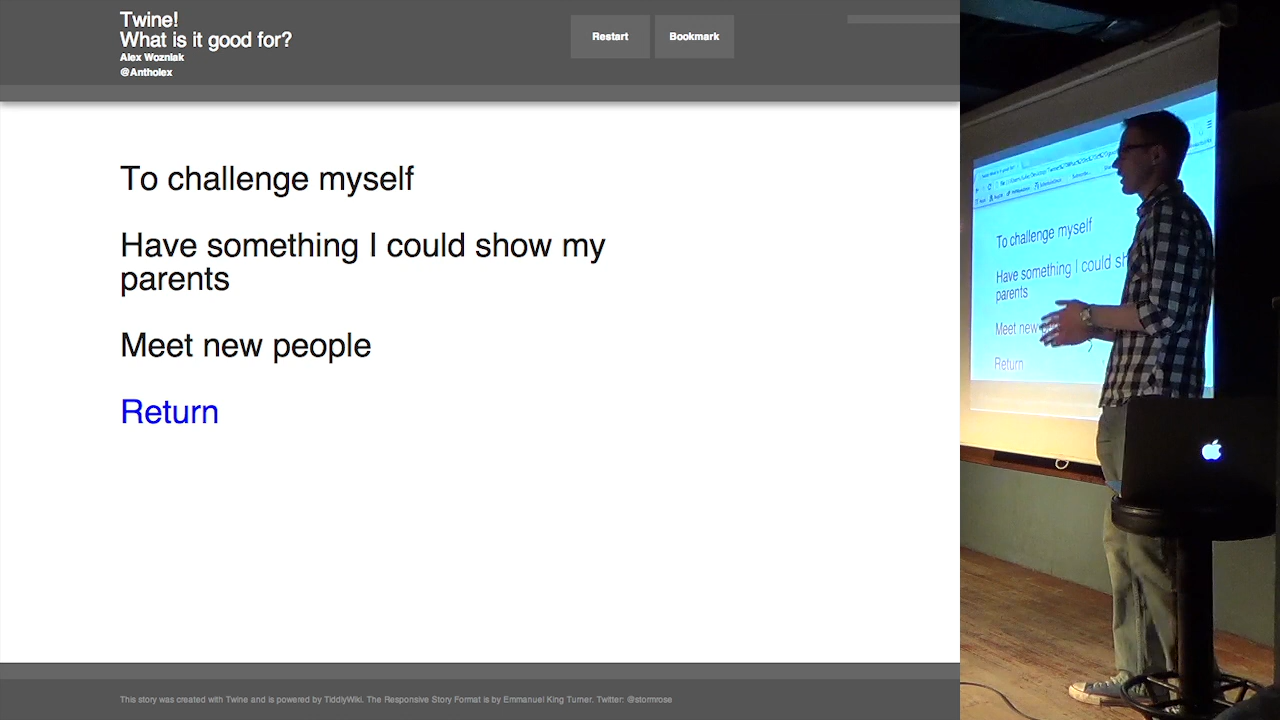 Twine!
What is it good for?
Alex Wozniak
@Antholex
Restart
Bookmark
To challenge myself
Have something I could show my
parents
Meet new people
Return
This story was created with Twine and is powered by TiddlyWiki. The Responsive Story Format is by Emmanuel King Turner. Twitter: @stormrose
To challenge myself
Have something I could sh
parents
Meet new
Return